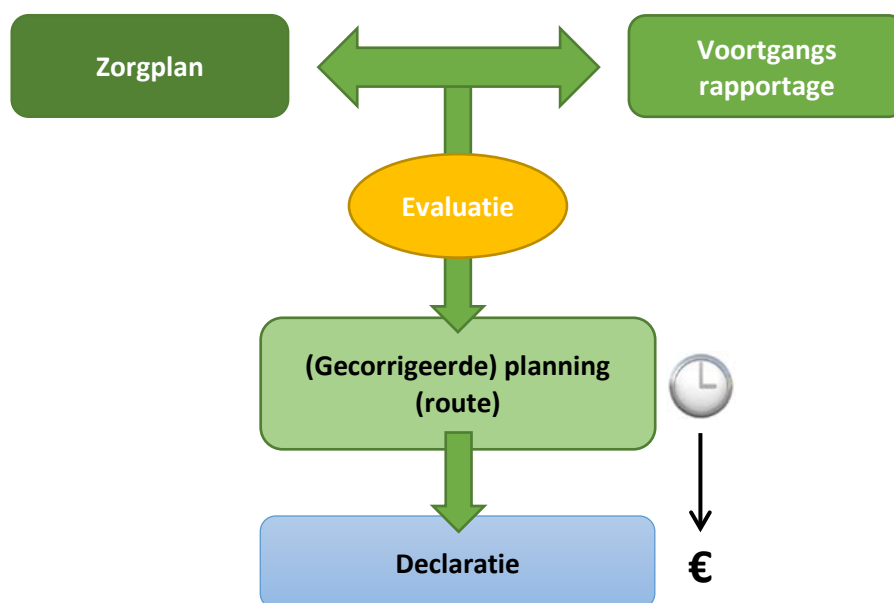 Zorgplan
Voortgangs
rapportage
Evaluatie
(Gecorrigeerde) planning
(route)
Declaratie
€